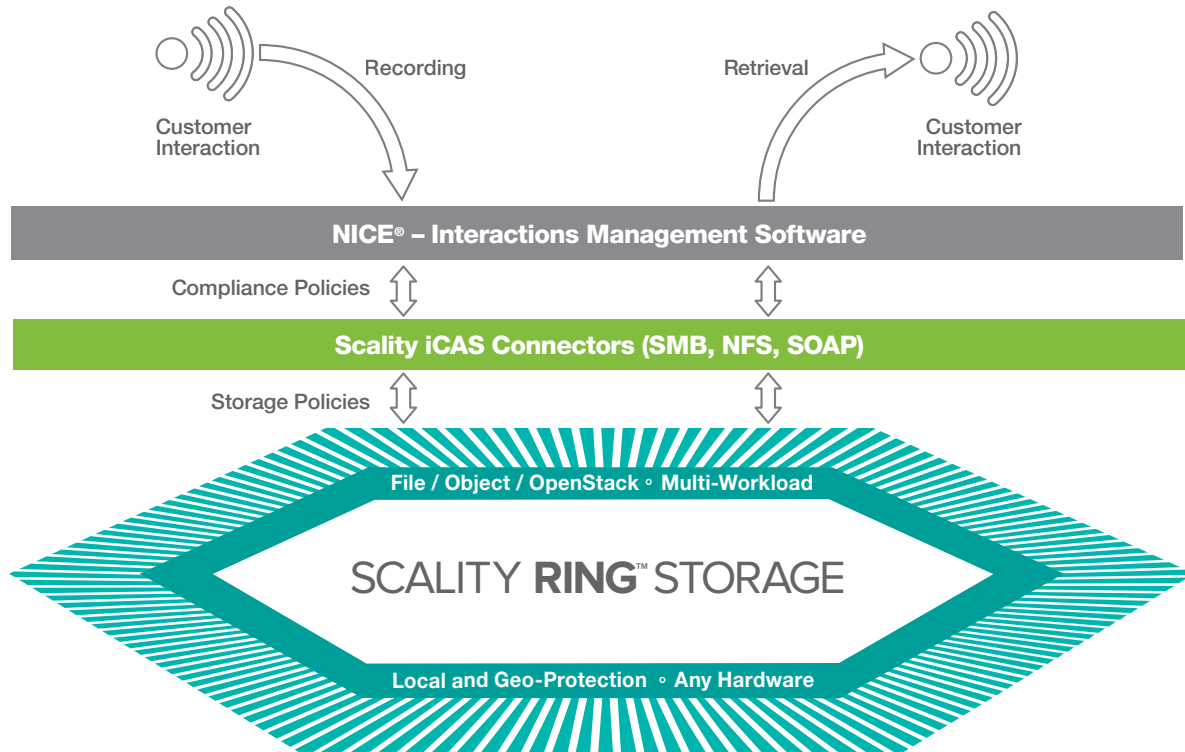 Recording
Retrieval
Customer
Interaction
Customer
Interaction
NICE® – Interactions Management Software
Compliance Policies
Scality iCAS Connectors (SMB, NFS, SOAP)
Storage Policies
File / Object / OpenStack ° Multi-Workload
SCALITY RING™ STORAGE
Local and Geo-Protection ° Any Hardware